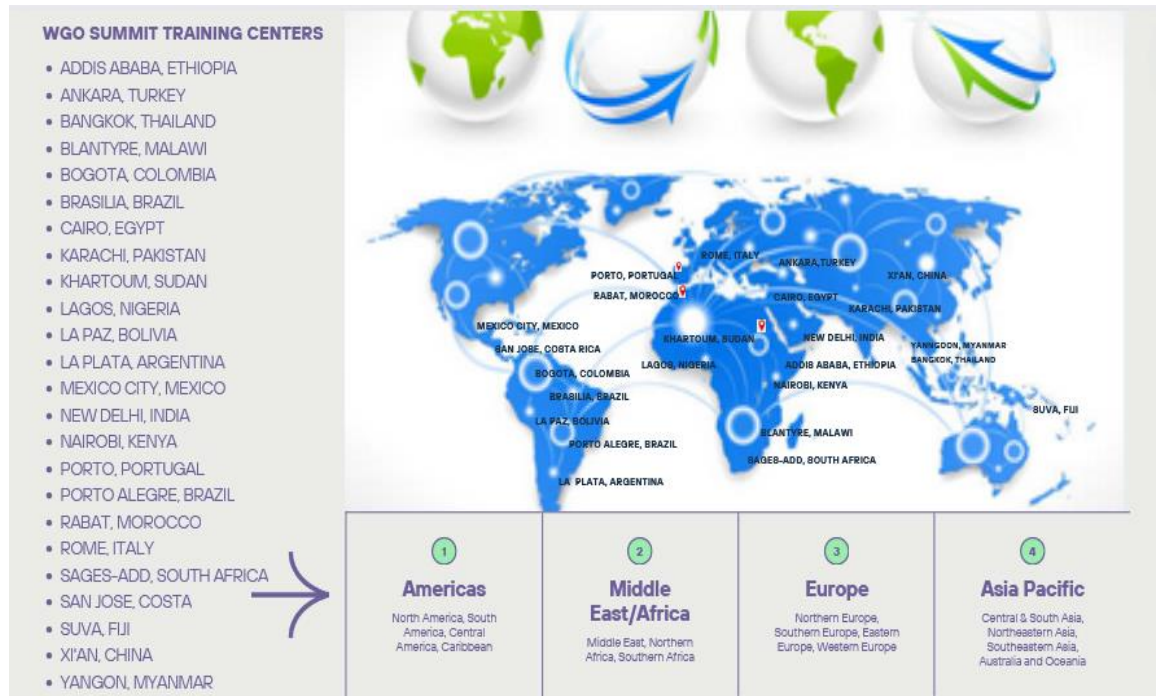 WGO SUMMIT TRAINING CENTERS
• ADDIS ABABA, ETHIOPIA
• ANKARA, TURKEY
• BANGKOK, THAILAND
• BLANTYRE, MALAWI
• BOGOTA, COLOMBIA
• BRASILIA, BRAZIL
• CAIRO, EGYPT
• KARACHI, PAKISTAN
• KHARTOUM, SUDAN
• LAGOS, NIGERIA
• LA PAZ, BOLIVIA
• LA PLATA, ARGENTINA
• MEXICO CITY, MEXICO
• NEW DELHI, INDIA
• NAIROBI, KENYA
• PORTO, PORTUGAL
• PORTO ALEGRE, BRAZIL
• RABAT, MOROCCO
• ROME, ITALY
• SAGES-ADD, SOUTH AFRICA
• SAN JOSE, COSTA
• SUVA, FIJI
• XI'AN, CHINA
• YANGON, MYANMAR
ROME, ITALY
ANKARA,TURKEY
PORTO, PORTUGAL
XI'AN, CHINA
RABAT, MOROCCO
CAIRO, EGYPT
KARACHI, PAKISTAN
MEXICO CITY, MEXICO
KHARTOUM, SUDAN
NEW DELHI, INDIA
SAN JOSE, COSTA RICA
YANNGDON, MYANMAR
BANGKOK, THAILAND
LAGOS, NIGERIA
ADDIS ABABA, ETHIOPIA
BOGOTA, COLOMBIA
NAIROBI, KENYA
BRASILIA, BRAZIL
SUVA, FIJI
LA PAZ, BOLIVIA
BLANTYRE, MALAWI
PORTO ALEGRE, BRAZIL
SAGES-ADD, SOUTH AFRICA
LA PLATA, ARGENTINA
1
Americas
North America, South
America, Central
America, Caribbean
2
Middle
East/Africa
Middle East, Northern
Africa, Southern Africa
3
Europe
Northern Europe,
Southern Europe, Eastern
Europe, Western Europe
4
Asia Pacific
Central & South Asia,
Northeastern Asia,
Southeastern Asia,
Australia and Oceania